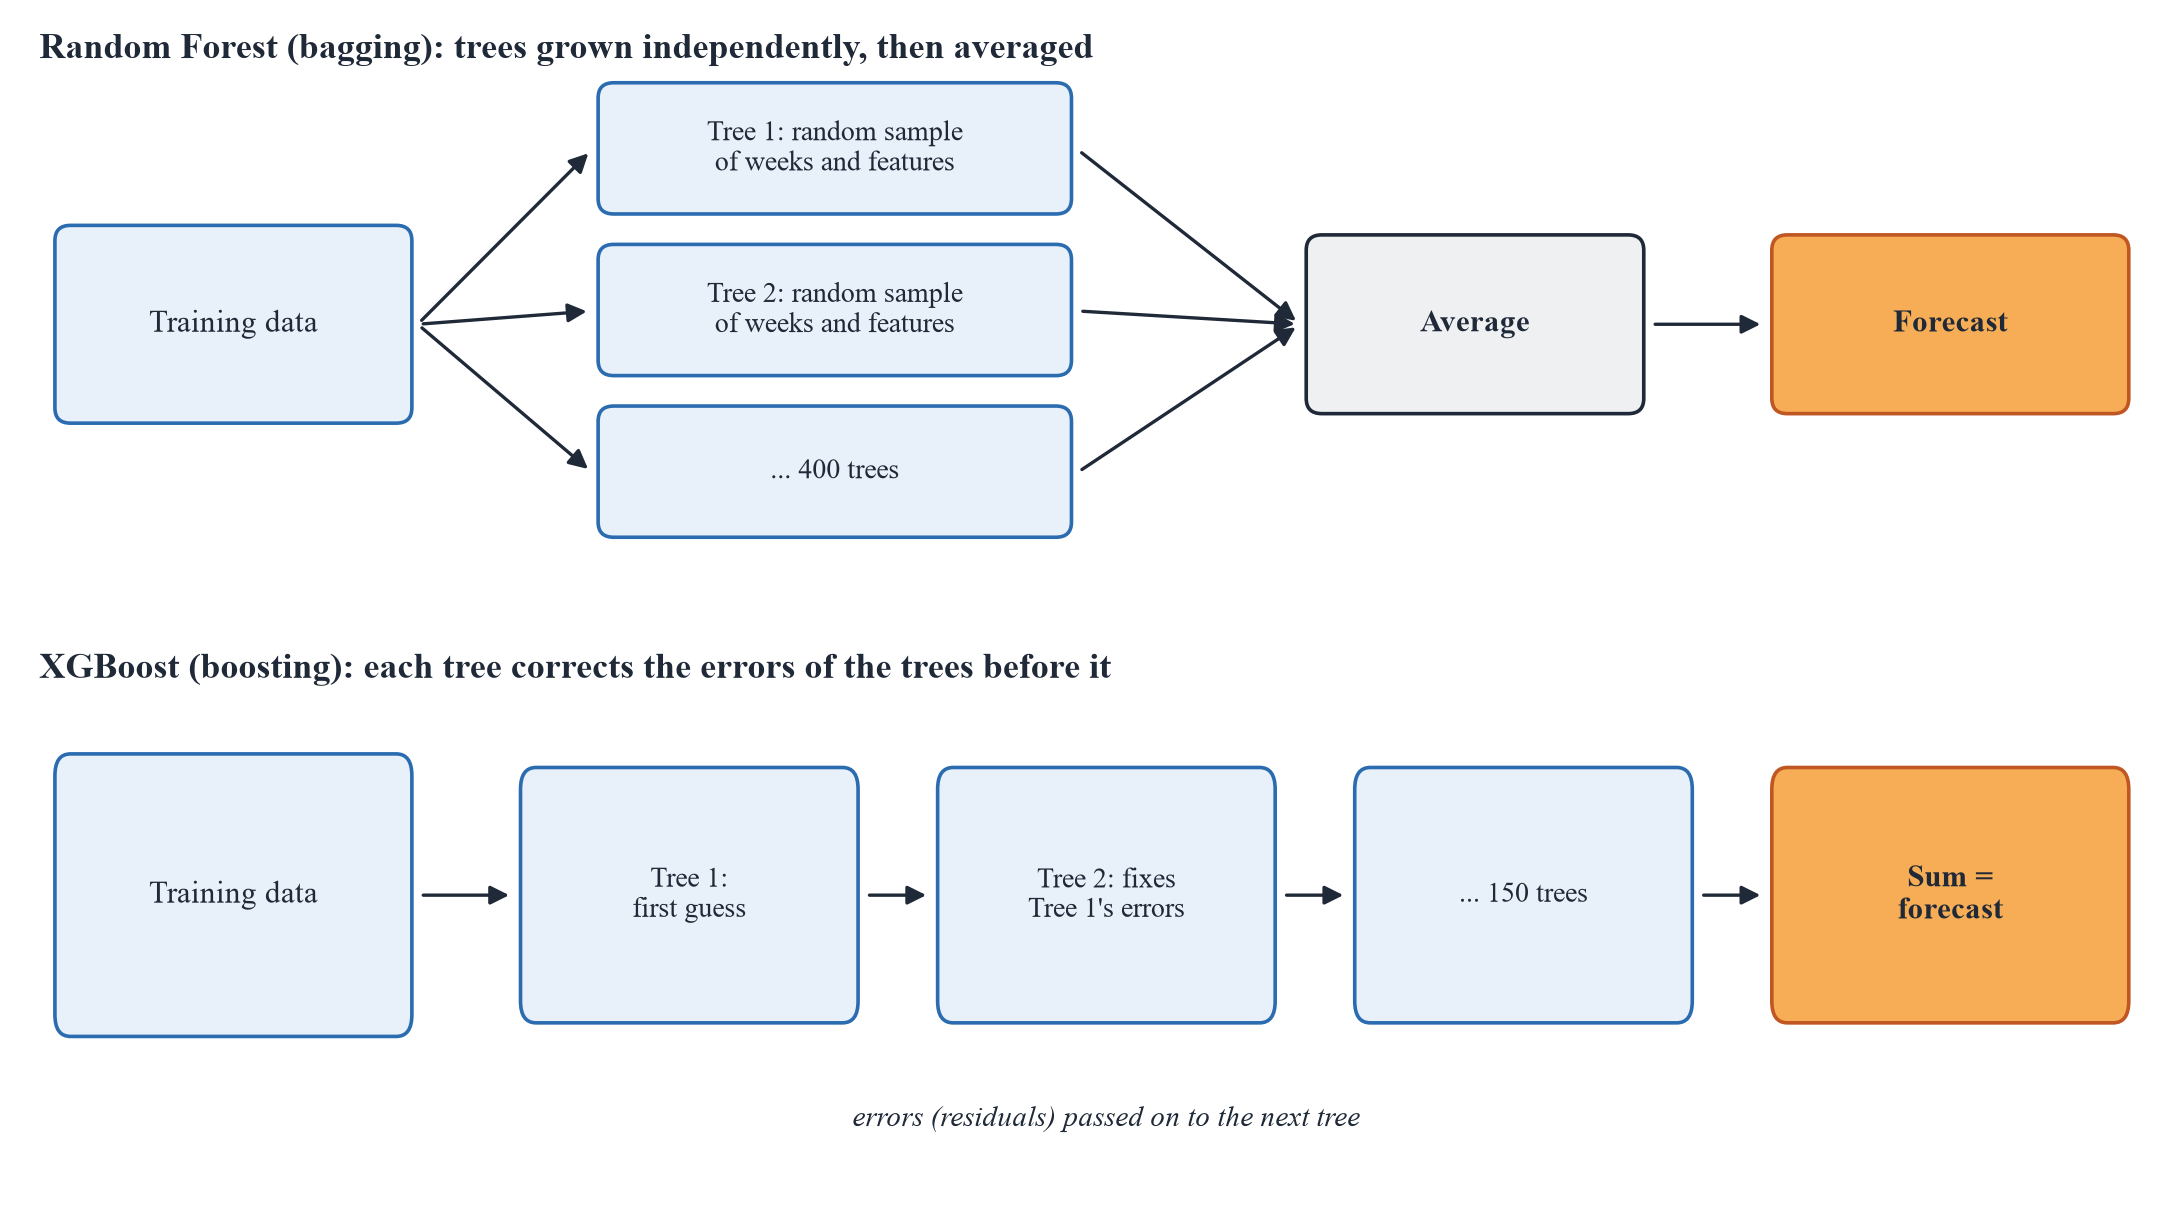 Random Forest (bagging): trees grown independently, then averaged
Tree 1: random sample
of weeks and features
Training data
Tree 2: random sample
of weeks and features
... 400 trees
Average
Forecast
XGBoost (boosting): each tree corrects the errors of the trees before it
Training data
Tree 1:
first guess
Tree 2: fixes
Tree 1's errors
... 150 trees
Sum =
forecast
errors (residuals) passed on to the next tree